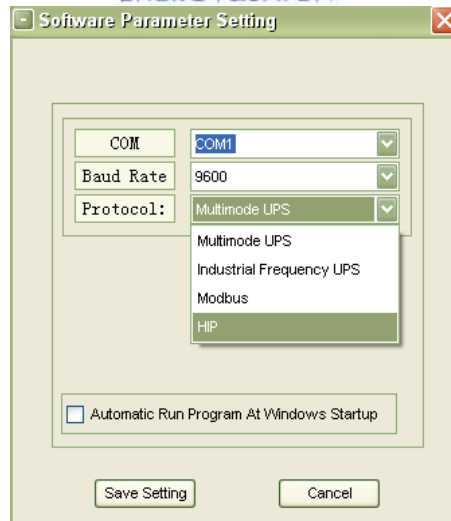 Software Parameter Setting
COM
COM1
Baud Rate
9600
Protocol:
Multimode UPS
Multimode UPS
Industrial Frequency UPS
Modbus
HIP
Automatic Run Program At Windows Startup
Save Setting
Cancel